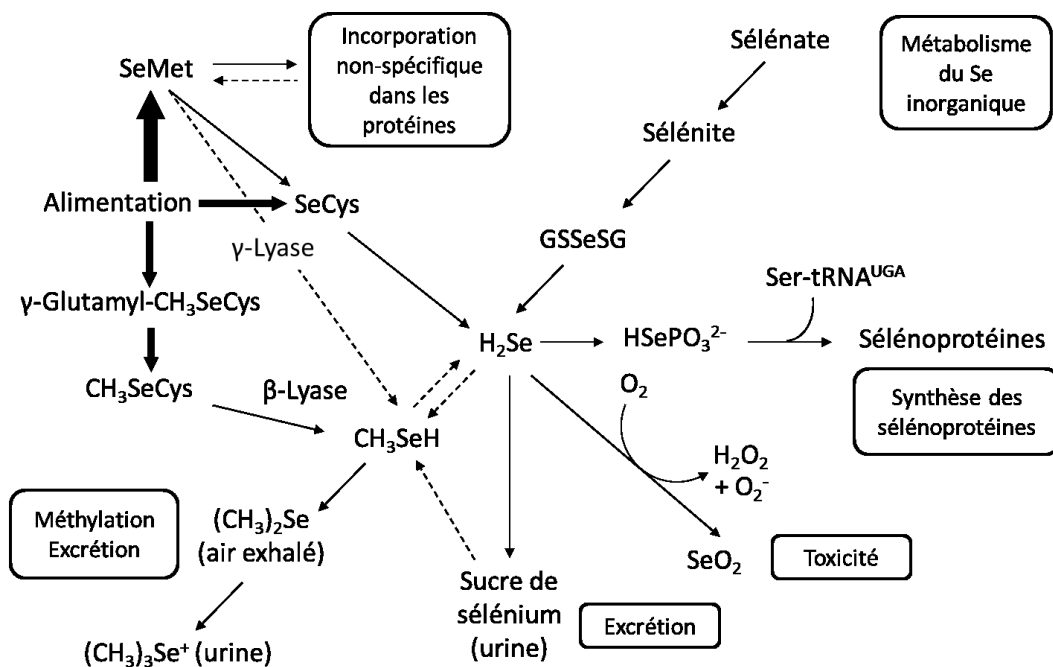 SeMet
Incorporation
non-spécifique
dans les
protéines
Sélénate
Métabolisme
du Se
inorganique
Sélénite
Alimentation
SeCys
γ-Lyase
GSSeSG
Ser-tRNAᵁᴳᴬ
γ-Glutamyl-CH₃SeCys
H₂Se
HSePO₃²⁻
Sélénoprotéines
CH₃SeCys
β-Lyase
O₂
Synthèse des
sélénoprotéines
CH₃SeH
H₂O₂
+ O₂⁻
Méthylation
Excrétion
(CH₃)₂Se
(air exhalé)
SeO₂
Toxicité
Sucre de
sélénium
(urine)
Excrétion
(CH₃)₃Se⁺ (urine)